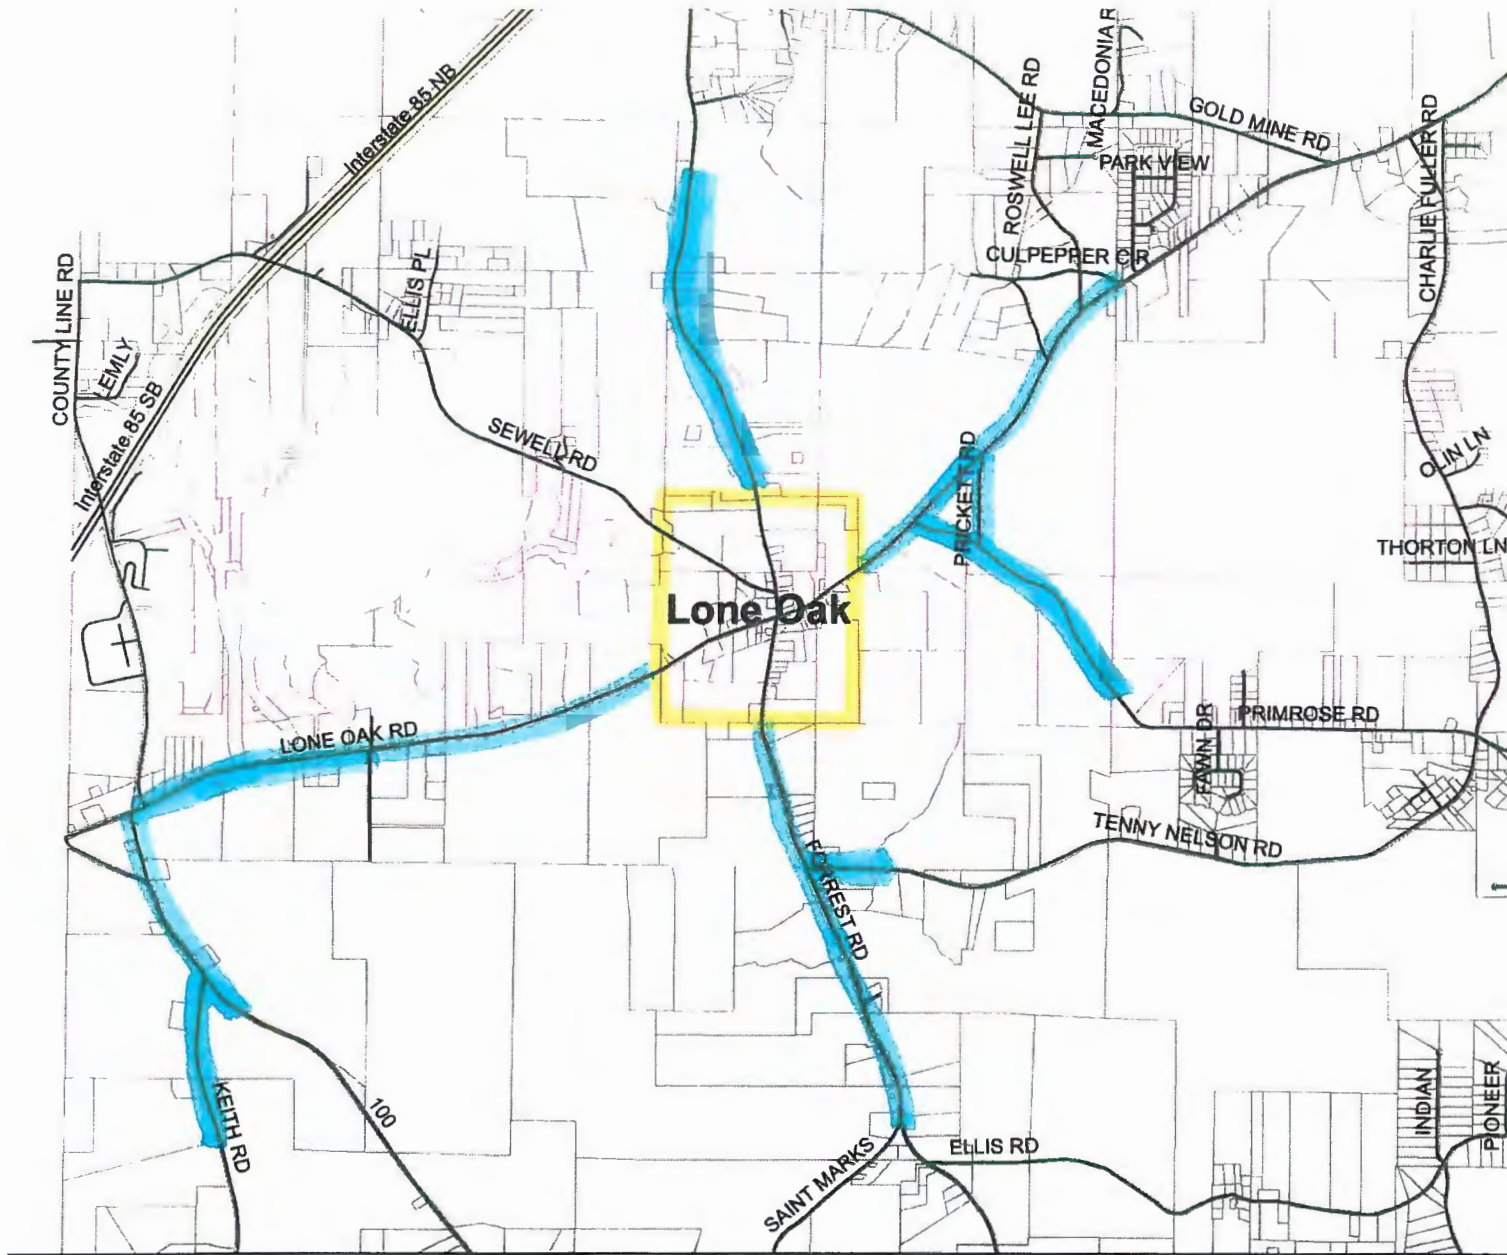 MACEDONIA R
ROSWELL LEE RD
GOLD MINE RD
CHARLIE FULLER RD
Interstate 85 NB
PARK VIEW
CULPEPPER CIR
COUNTY LINE RD
ELLIS PL
LEMLY
Interstate 85 SB
SEWELL RD
PRICKETT RD
OLIN LN
THORTON LN
Lone Oak
LONE OAK RD
FAWN DR
PRIMROSE RD
TENNY NELSON RD
FORREST RD
KEITH RD
100
INDIAN
PIONEER
SAINT MARKS
ELLIS RD